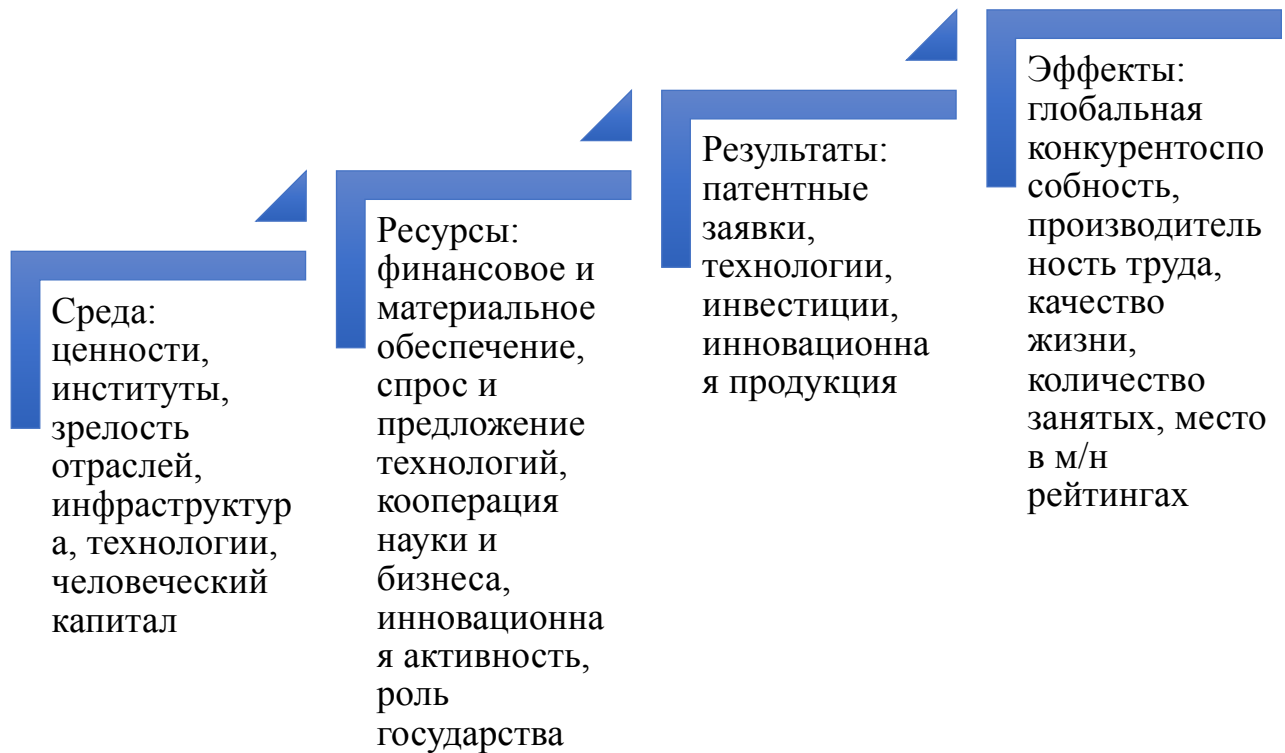 Среда:
ценности,
институты,
зрелость
отраслей,
инфраструктур
а, технологии,
человеческий
капитал
Ресурсы:
финансовое и
материальное
обеспечение,
спрос и
предложение
технологий,
кооперация
науки и
бизнеса,
инновационна
я активность,
роль
государства
Результаты:
патентные
заявки,
технологии,
инвестиции,
инновационна
я продукция
Эффекты:
глобальная
конкурентоспо
собность,
производитель
ность труда,
качество
жизни,
количество
занятых, место
в м/н
рейтингах